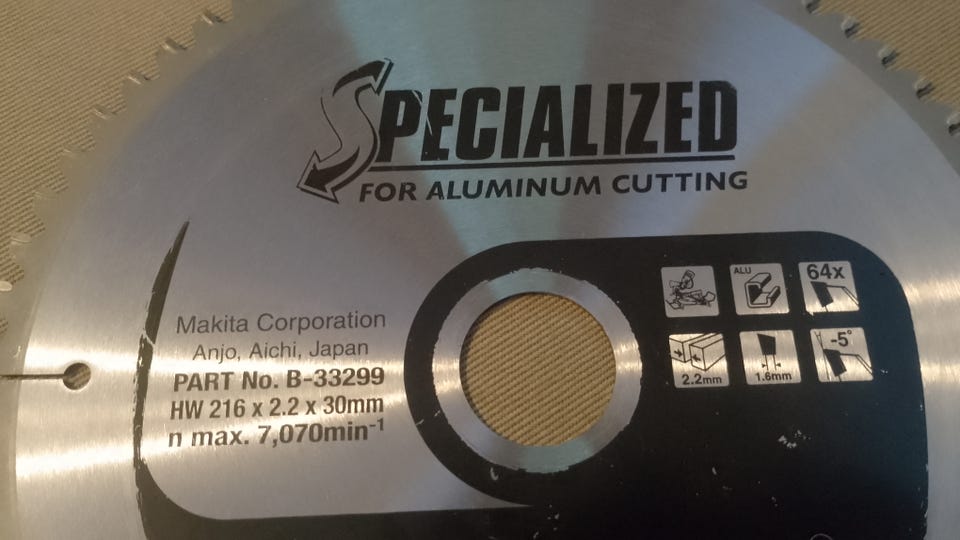 SPECIALIZED
FOR ALUMINUM CUTTING
Makita Corporation
Anjo, Aichi, Japan
PART No. B-33299
HW 216 x 2.2 x 30mm
n max. 7,070min-1
ALU
64x
2.2mm
1.6mm
-5°